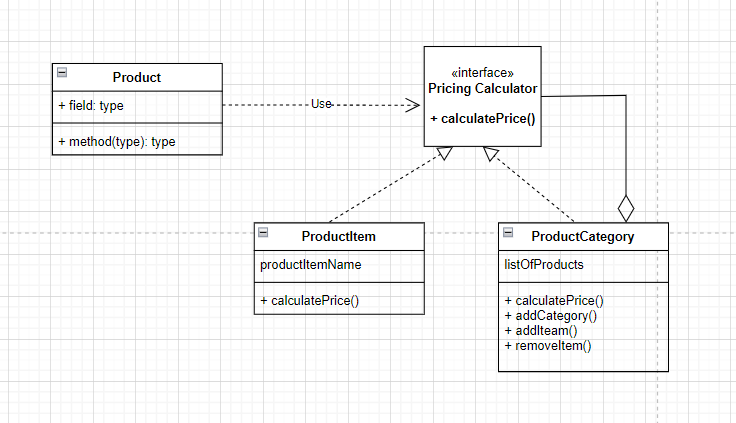 Product
+ field: type
+ method(type): type
Use
«interface»
Pricing Calculator
+ calculatePrice()
ProductItem
productItemName
+ calculatePrice()
ProductCategory
listOfProducts
+ calculatePrice()
+ addCategory()
+ addIteam()
+ removeItem()